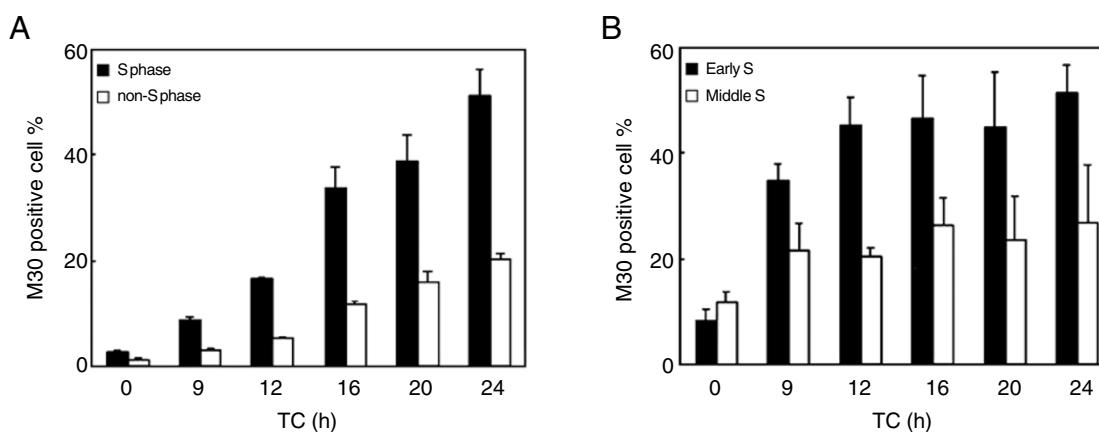 A
60
40
20
0
M30 positive cell %
S phase
non-S phase
0 9 12 16 20 24
TC (h)
B
60
40
20
0
M30 positive cell %
Early S
Middle S
0 9 12 16 20 24
TC (h)